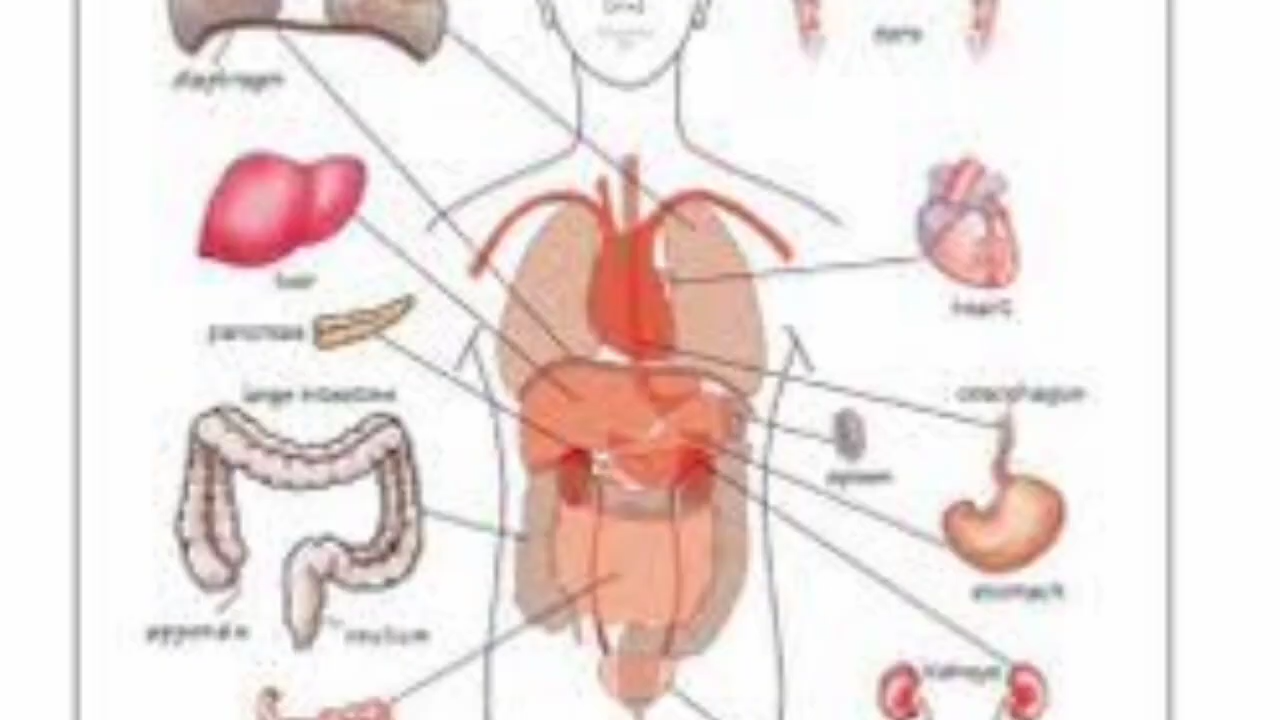 diaphragm
liver
heart
pancreas
large intestine
oesophagus
spleen
stomach
appendix
rectum
kidneys